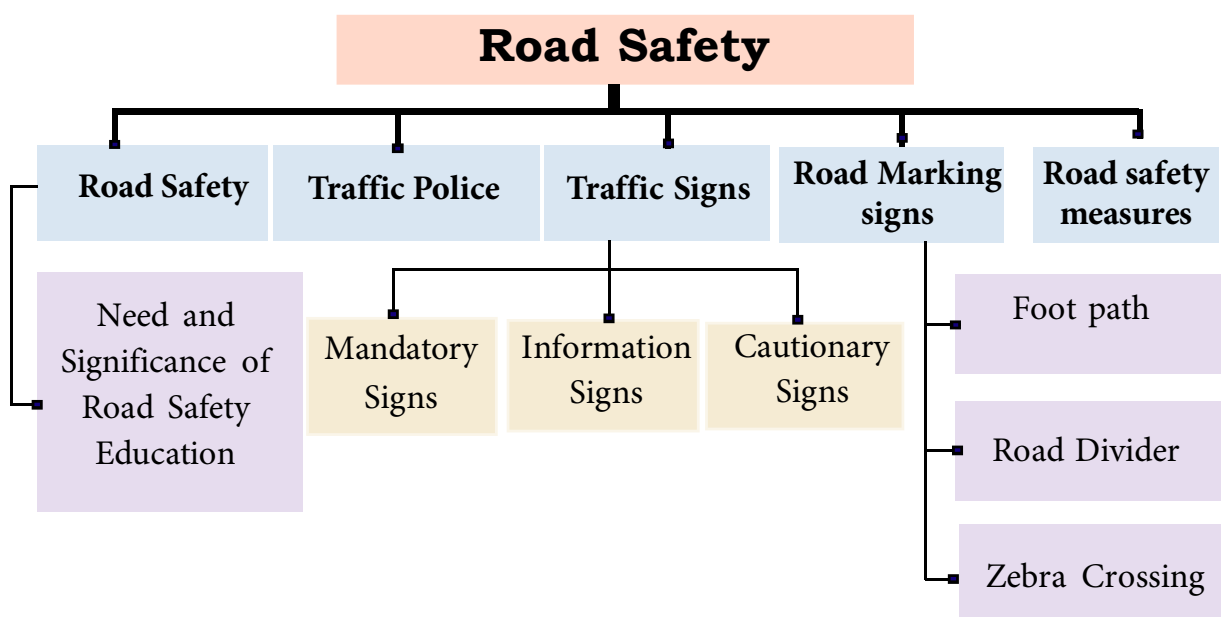 Road Safety
Road Safety
Traffic Police
Traffic Signs
Road Marking
signs
Road safety
measures
Need and
Significance of
Road Safety
Education
Mandatory
Signs
Information
Signs
Cautionary
Signs
Foot path
Road Divider
Zebra Crossing